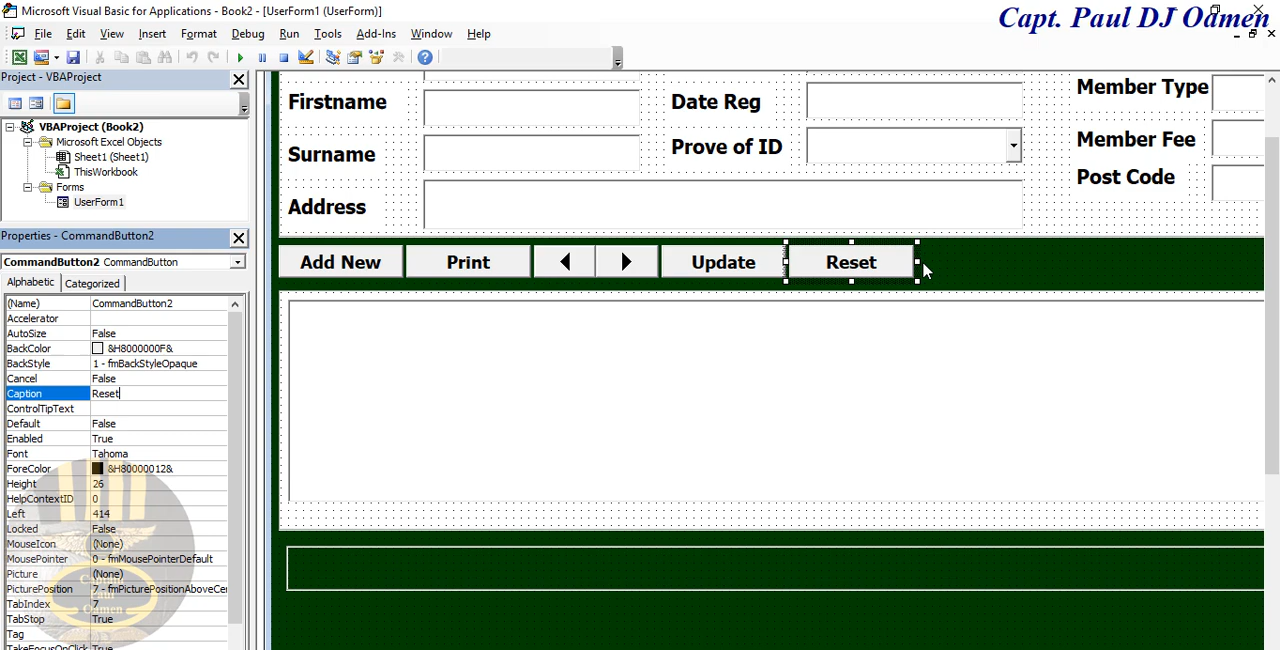 Microsoft Visual Basic for Applications - Book2 - [UserForm1 (UserForm)]
Capt. Paul DJ Oamen
File Edit View Insert Format Debug Run Tools Add-Ins Window Help
Project - VBAProject
VBAProject (Book2)
Microsoft Excel Objects
Sheet1 (Sheet1)
ThisWorkbook
Forms
UserForm1
Properties - CommandButton2
CommandButton2 CommandButton
Alphabetic Categorized
(Name) CommandButton2
Accelerator
AutoSize False
BackColor &H8000000F&
BackStyle 1 - fmBackStyleOpaque
Cancel False
Caption Reset
ControlTipText
Default False
Enabled True
Font Tahoma
ForeColor &H80000012&
Height 26
HelpContextID 0
Left 414
Locked False
MouseIcon (None)
MousePointer 0 - fmMousePointerDefault
Picture (None)
PicturePosition 7 - fmPicturePositionAboveCen
TabIndex 7
TabStop True
Tag
TakeFocusOnClick True
Firstname Date Reg Member Type
Surname Prove of ID Member Fee
Post Code
Address
Add New Print Update Reset